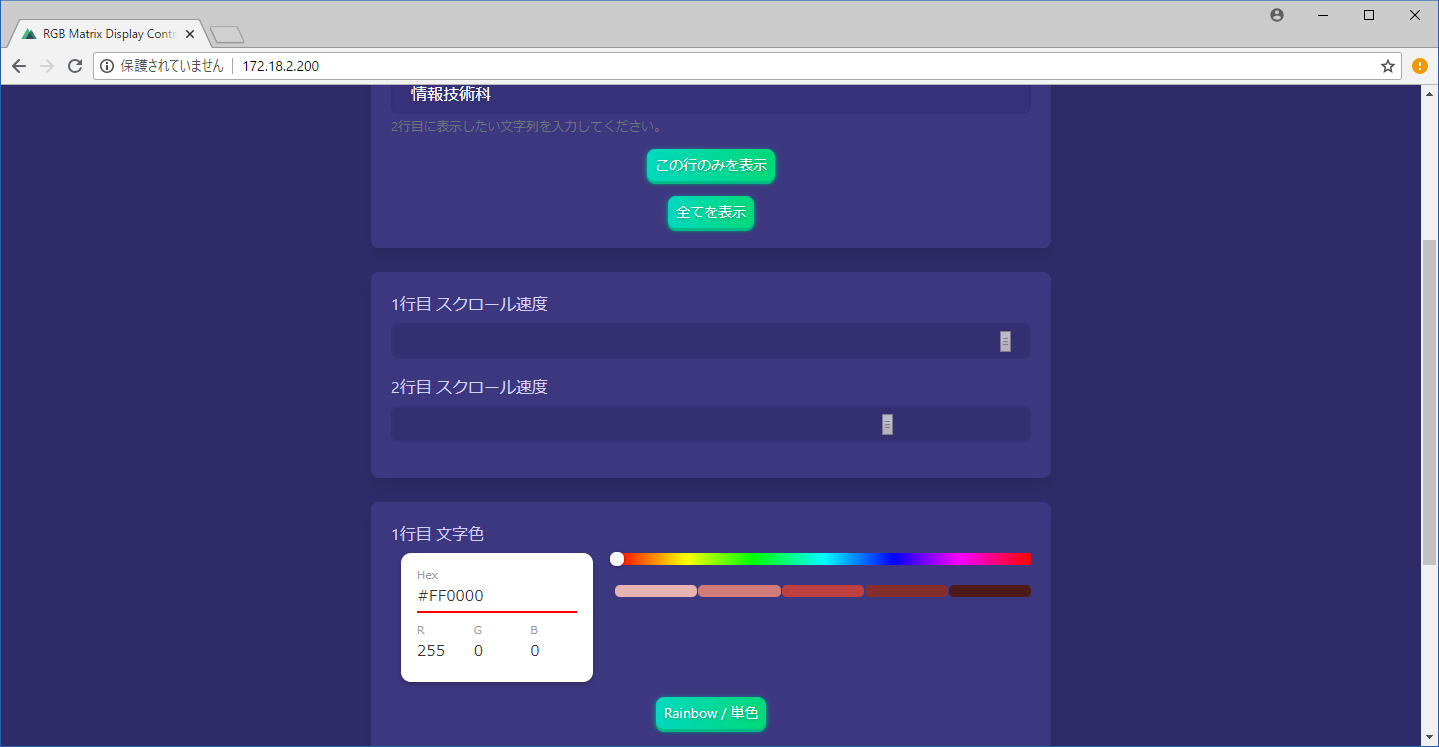 RGB Matrix Display Contr
保護されていません 172.18.2.200
情報技術科
2行目に表示したい文字列を入力してください。
この行のみを表示
全てを表示
1行目 スクロール速度
2行目 スクロール速度
1行目 文字色
Hex
#FF0000
R G B
255 0 0
Rainbow / 単色